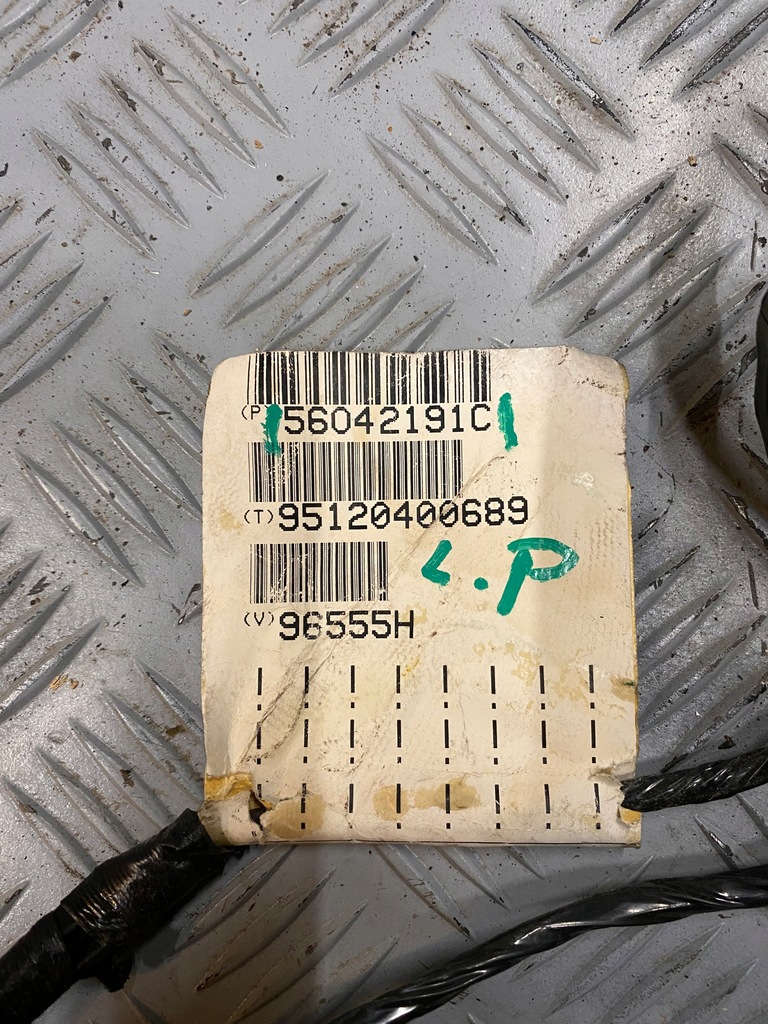 (P) 56042191C
(T) 95120400689
L.P
(V) 96555H